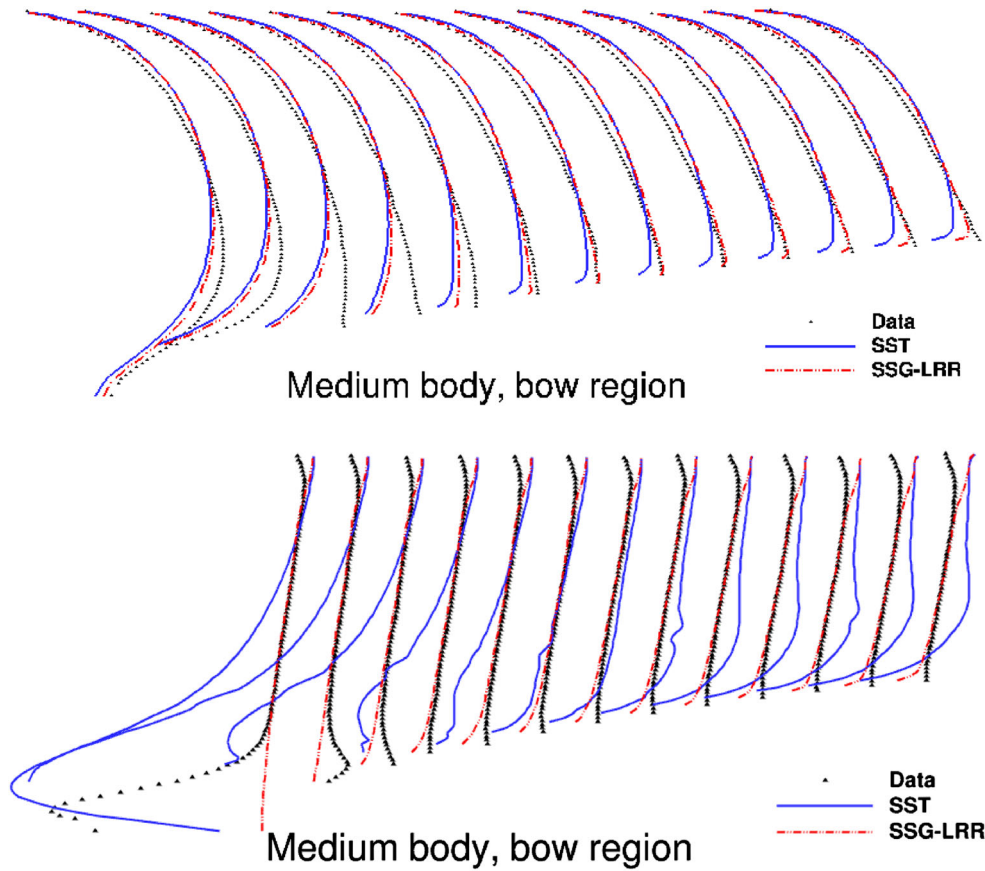 Data
SST
SSG-LRR
Medium body, bow region
Data
SST
SSG-LRR
Medium body, bow region